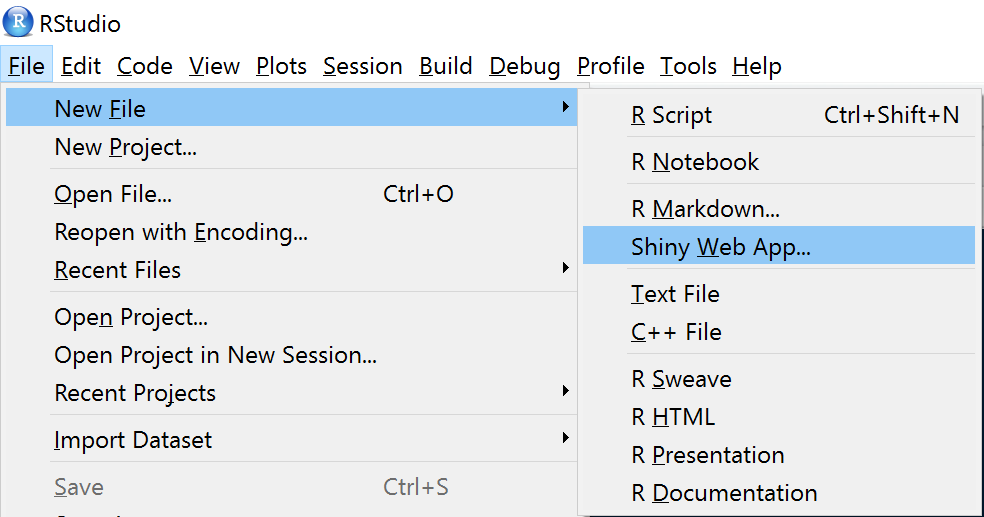 R RStudio
File Edit Code View Plots Session Build Debug Profile Tools Help
New File
New Project...
Open File... Ctrl+O
Reopen with Encoding...
Recent Files
Open Project...
Open Project in New Session...
Recent Projects
Import Dataset
Save Ctrl+S
R Script Ctrl+Shift+N
R Notebook
R Markdown...
Shiny Web App...
Text File
C++ File
R Sweave
R HTML
R Presentation
R Documentation